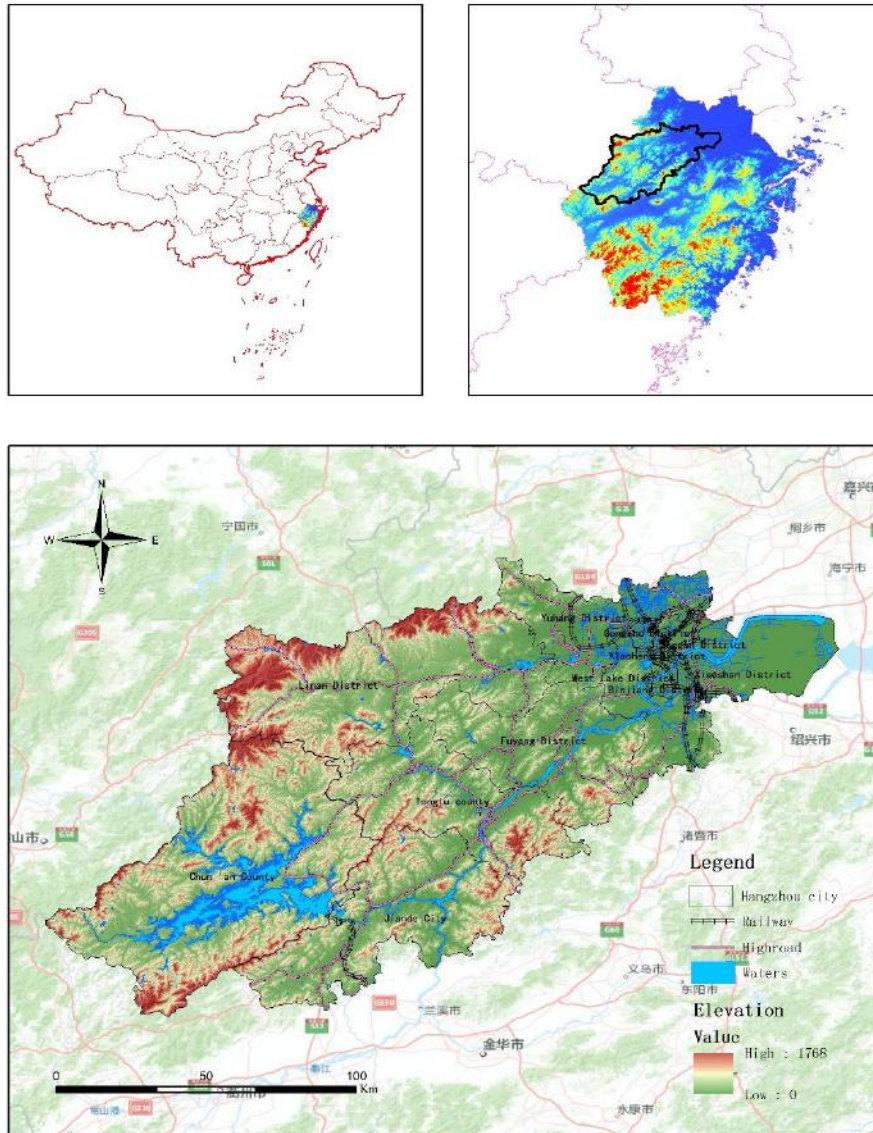 N
W
E
S
宁国市
嘉兴市
桐乡市
海宁市
G104
Yuhang District
Gongshu District
Xiacheng District
West Lake District
Xiaoshan District
Binjiang District
Linan District
Fuyang District
绍兴市
Tonglu county
诸暨市
Chun 'an County
Jiande City
Legend
Hangzhou city
Railway
Highroad
Waters
义乌市
东阳市
兰溪市
金华市
永康市
Elevation
Value
High : 1768
Low : 0
0
50
100
Km